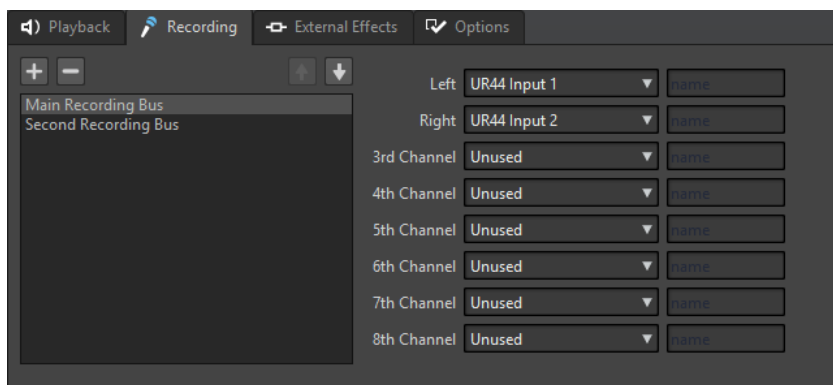 Playback Recording External Effects Options
Main Recording Bus
Second Recording Bus
Left UR44 Input 1 name
Right UR44 Input 2 name
3rd Channel Unused name
4th Channel Unused name
5th Channel Unused name
6th Channel Unused name
7th Channel Unused name
8th Channel Unused name